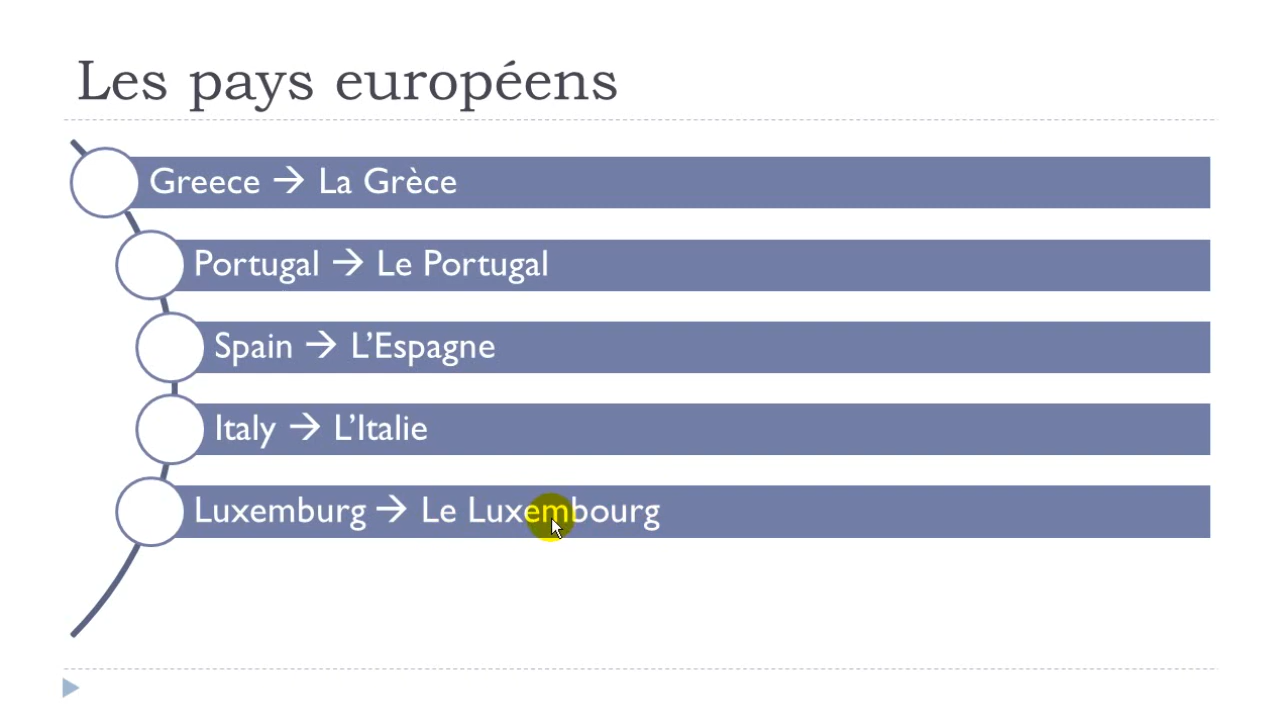 Les pays européens
Greece → La Grèce
Portugal → Le Portugal
Spain → L’Espagne
Italy → L’Italie
Luxemburg → Le Luxembourg